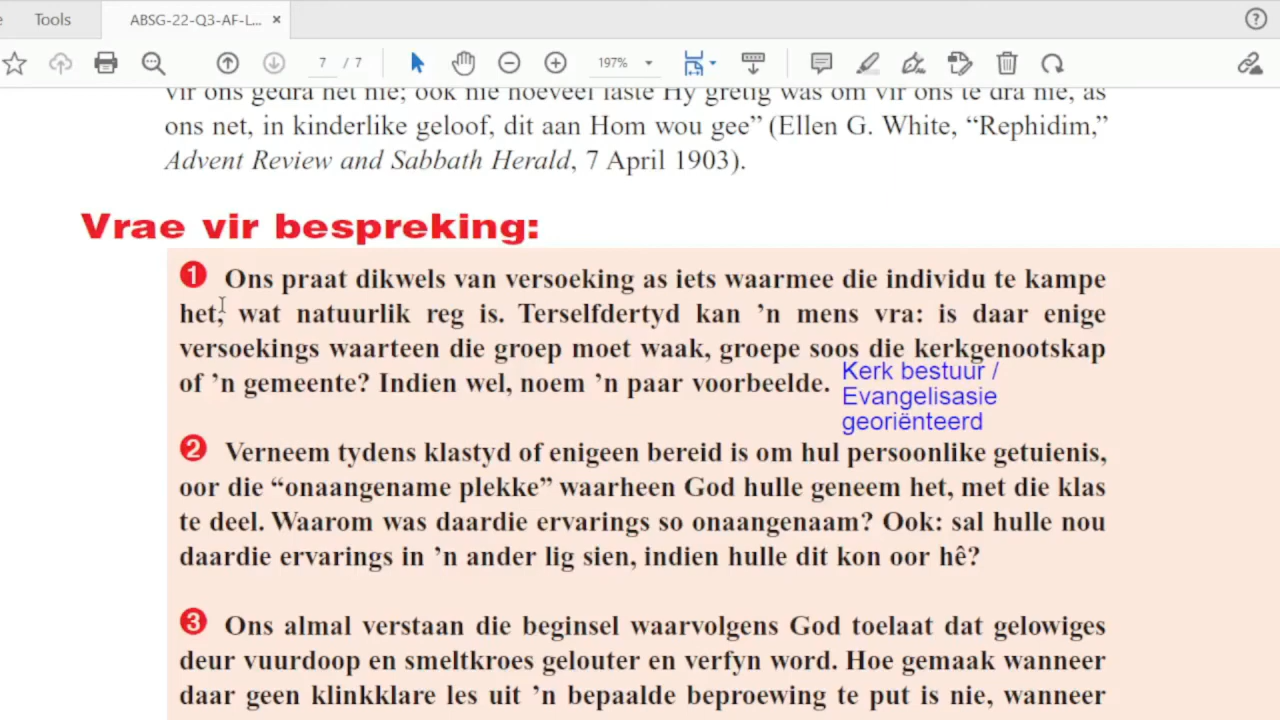 Tools
ABSG-22-Q3-AF-L... ×
7 / 7
197%
vir ons gedra het nie; ook nie hoeveel laste Hy gretig was om vir ons te dra nie, as
ons net, in kinderlike geloof, dit aan Hom wou gee” (Ellen G. White, “Rephidim,”
Advent Review and Sabbath Herald, 7 April 1903).
Vrae vir bespreking:
1 Ons praat dikwels van versoeking as iets waarmee die individu te kampe
het, wat natuurlik reg is. Terselfdertyd kan ’n mens vra: is daar enige
versoekings waarteen die groep moet waak, groepe soos die kerkgenootskap
of ’n gemeente? Indien wel, noem ’n paar voorbeelde.
Kerk bestuur /
Evangelisasie
georiënteerd
2 Verneem tydens klastyd of enigeen bereid is om hul persoonlike getuienis,
oor die “onaangename plekke” waarheen God hulle geneem het, met die klas
te deel. Waarom was daardie ervarings so onaangenaam? Ook: sal hulle nou
daardie ervarings in ’n ander lig sien, indien hulle dit kon oor hê?
3 Ons almal verstaan die beginsel waarvolgens God toelaat dat gelowiges
deur vuurdoop en smeltkroes gelouter en verfyn word. Hoe gemaak wanneer
daar geen klinkklare les uit ’n bepaalde beproewing te put is nie, wanneer